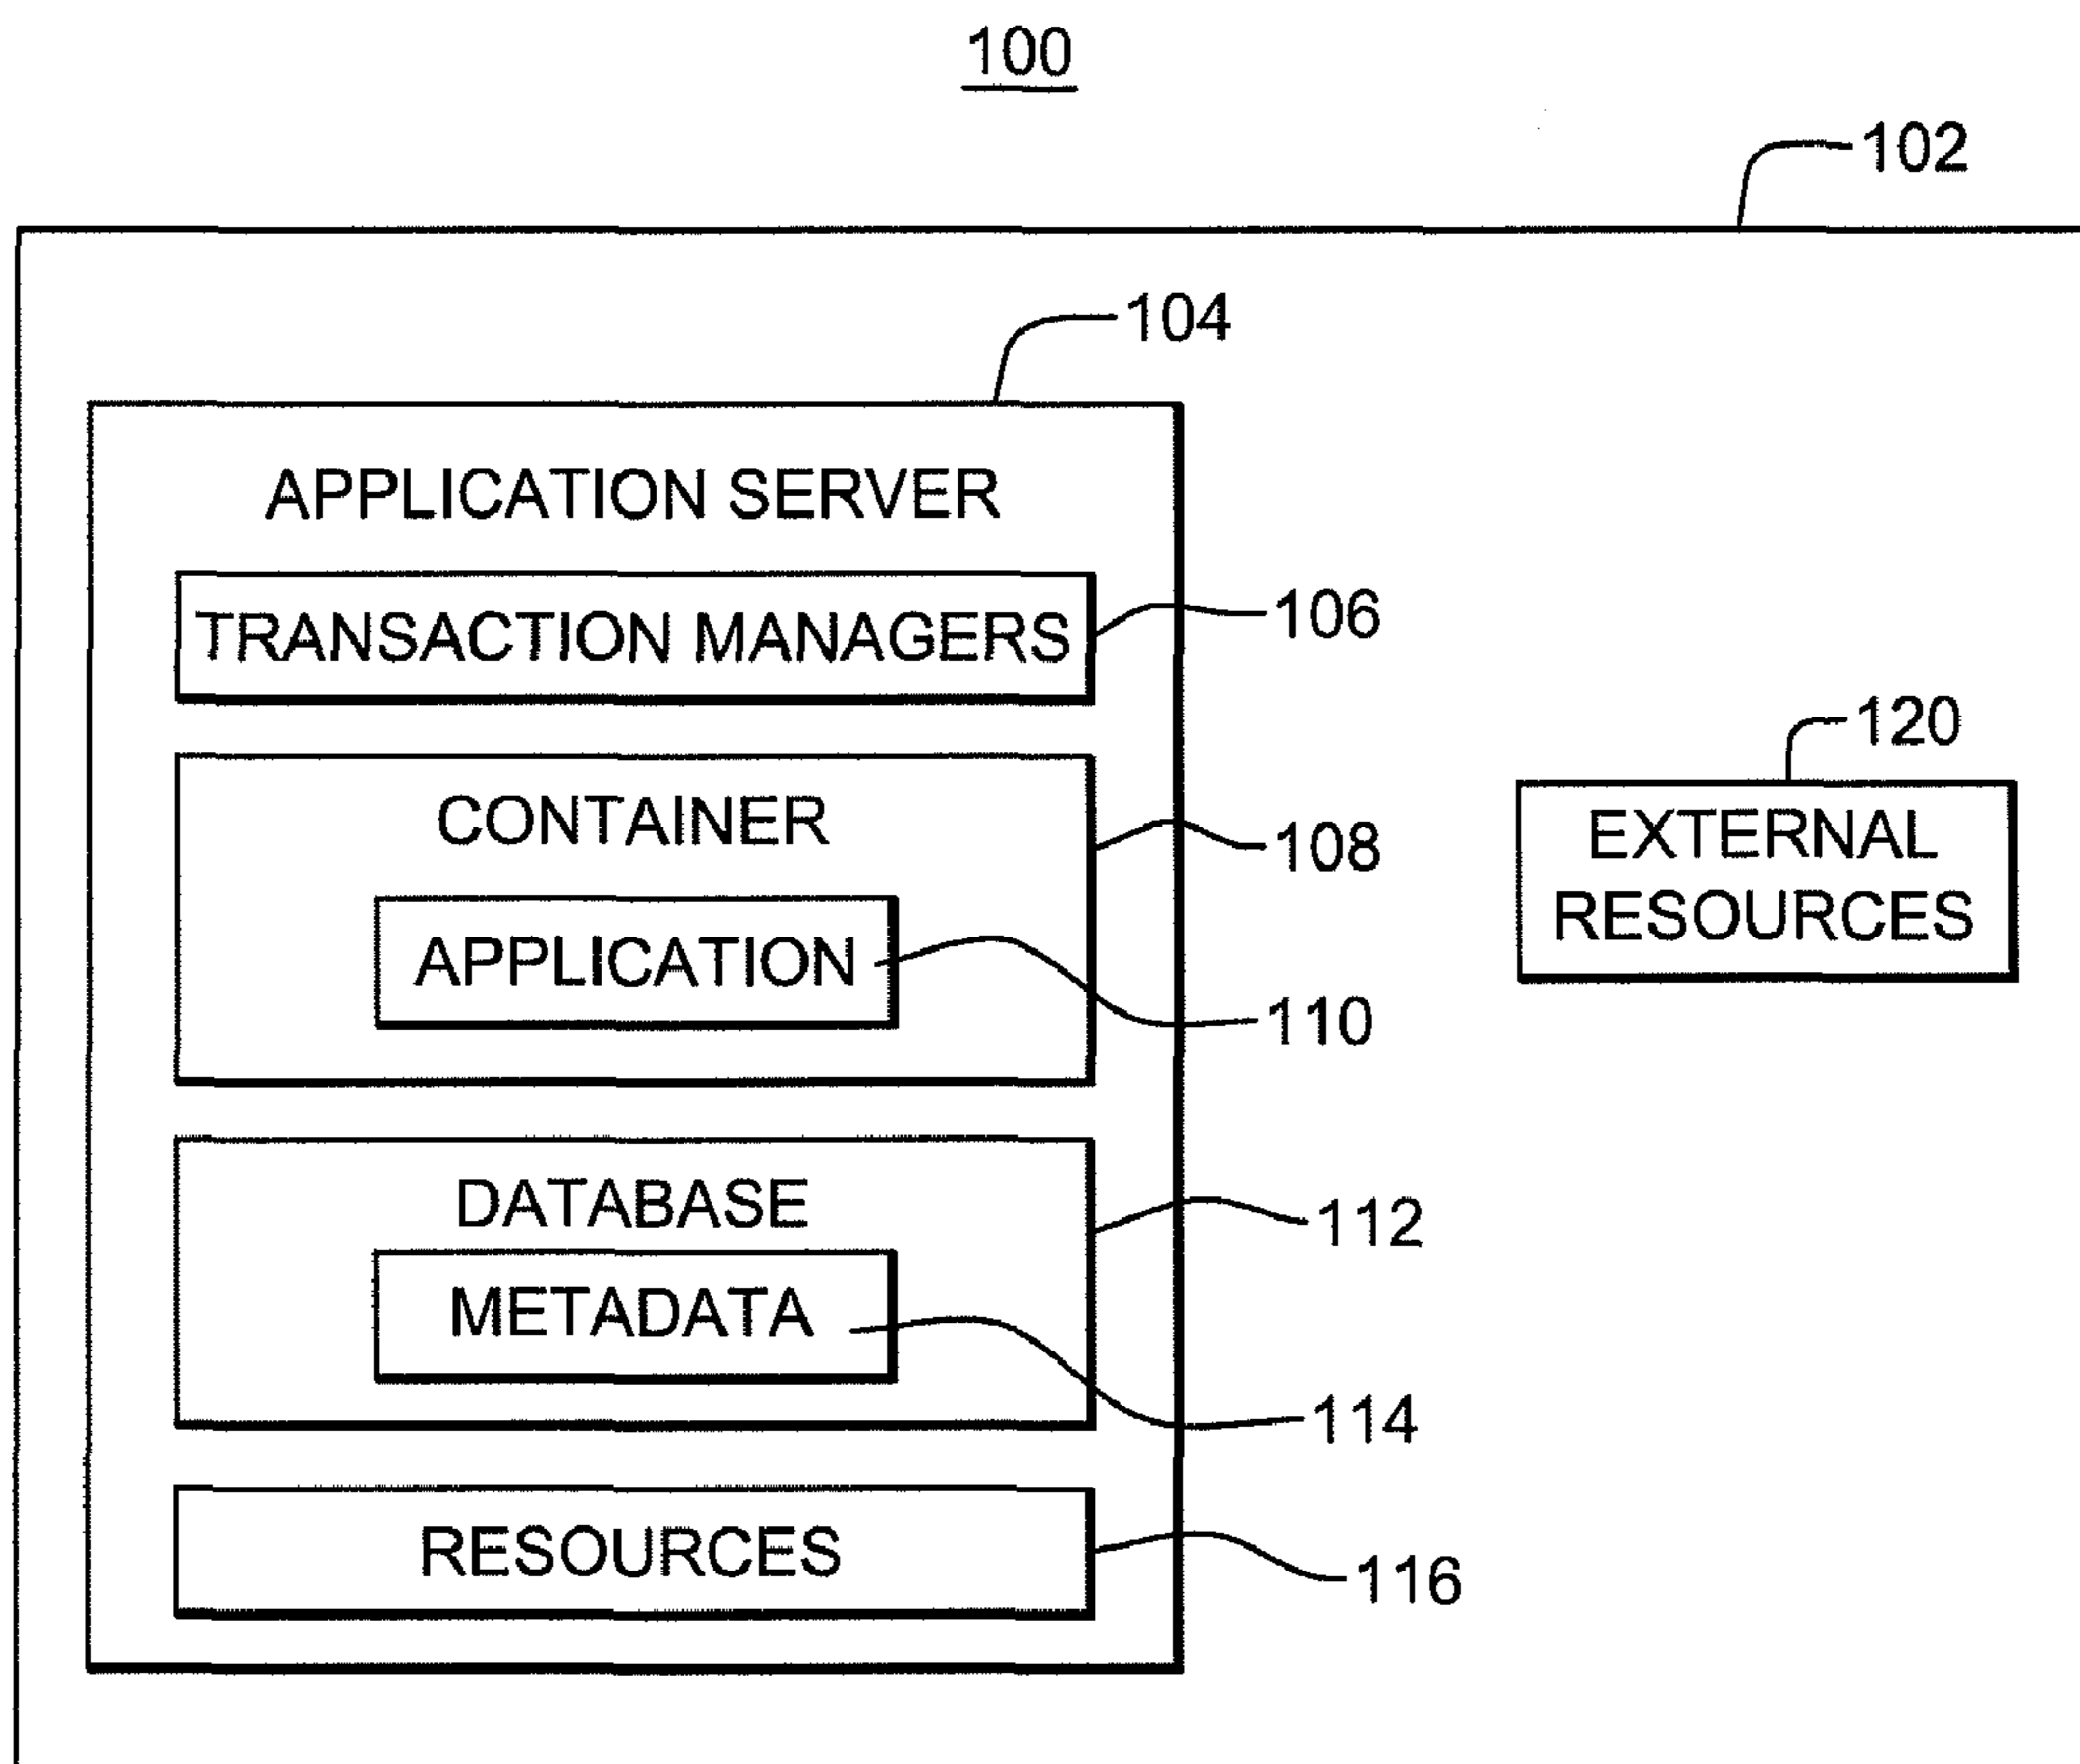 100
102
104
APPLICATION SERVER
TRANSACTION MANAGERS
106
CONTAINER
108
APPLICATION
110
120
EXTERNAL
RESOURCES
DATABASE
112
METADATA
114
RESOURCES
116